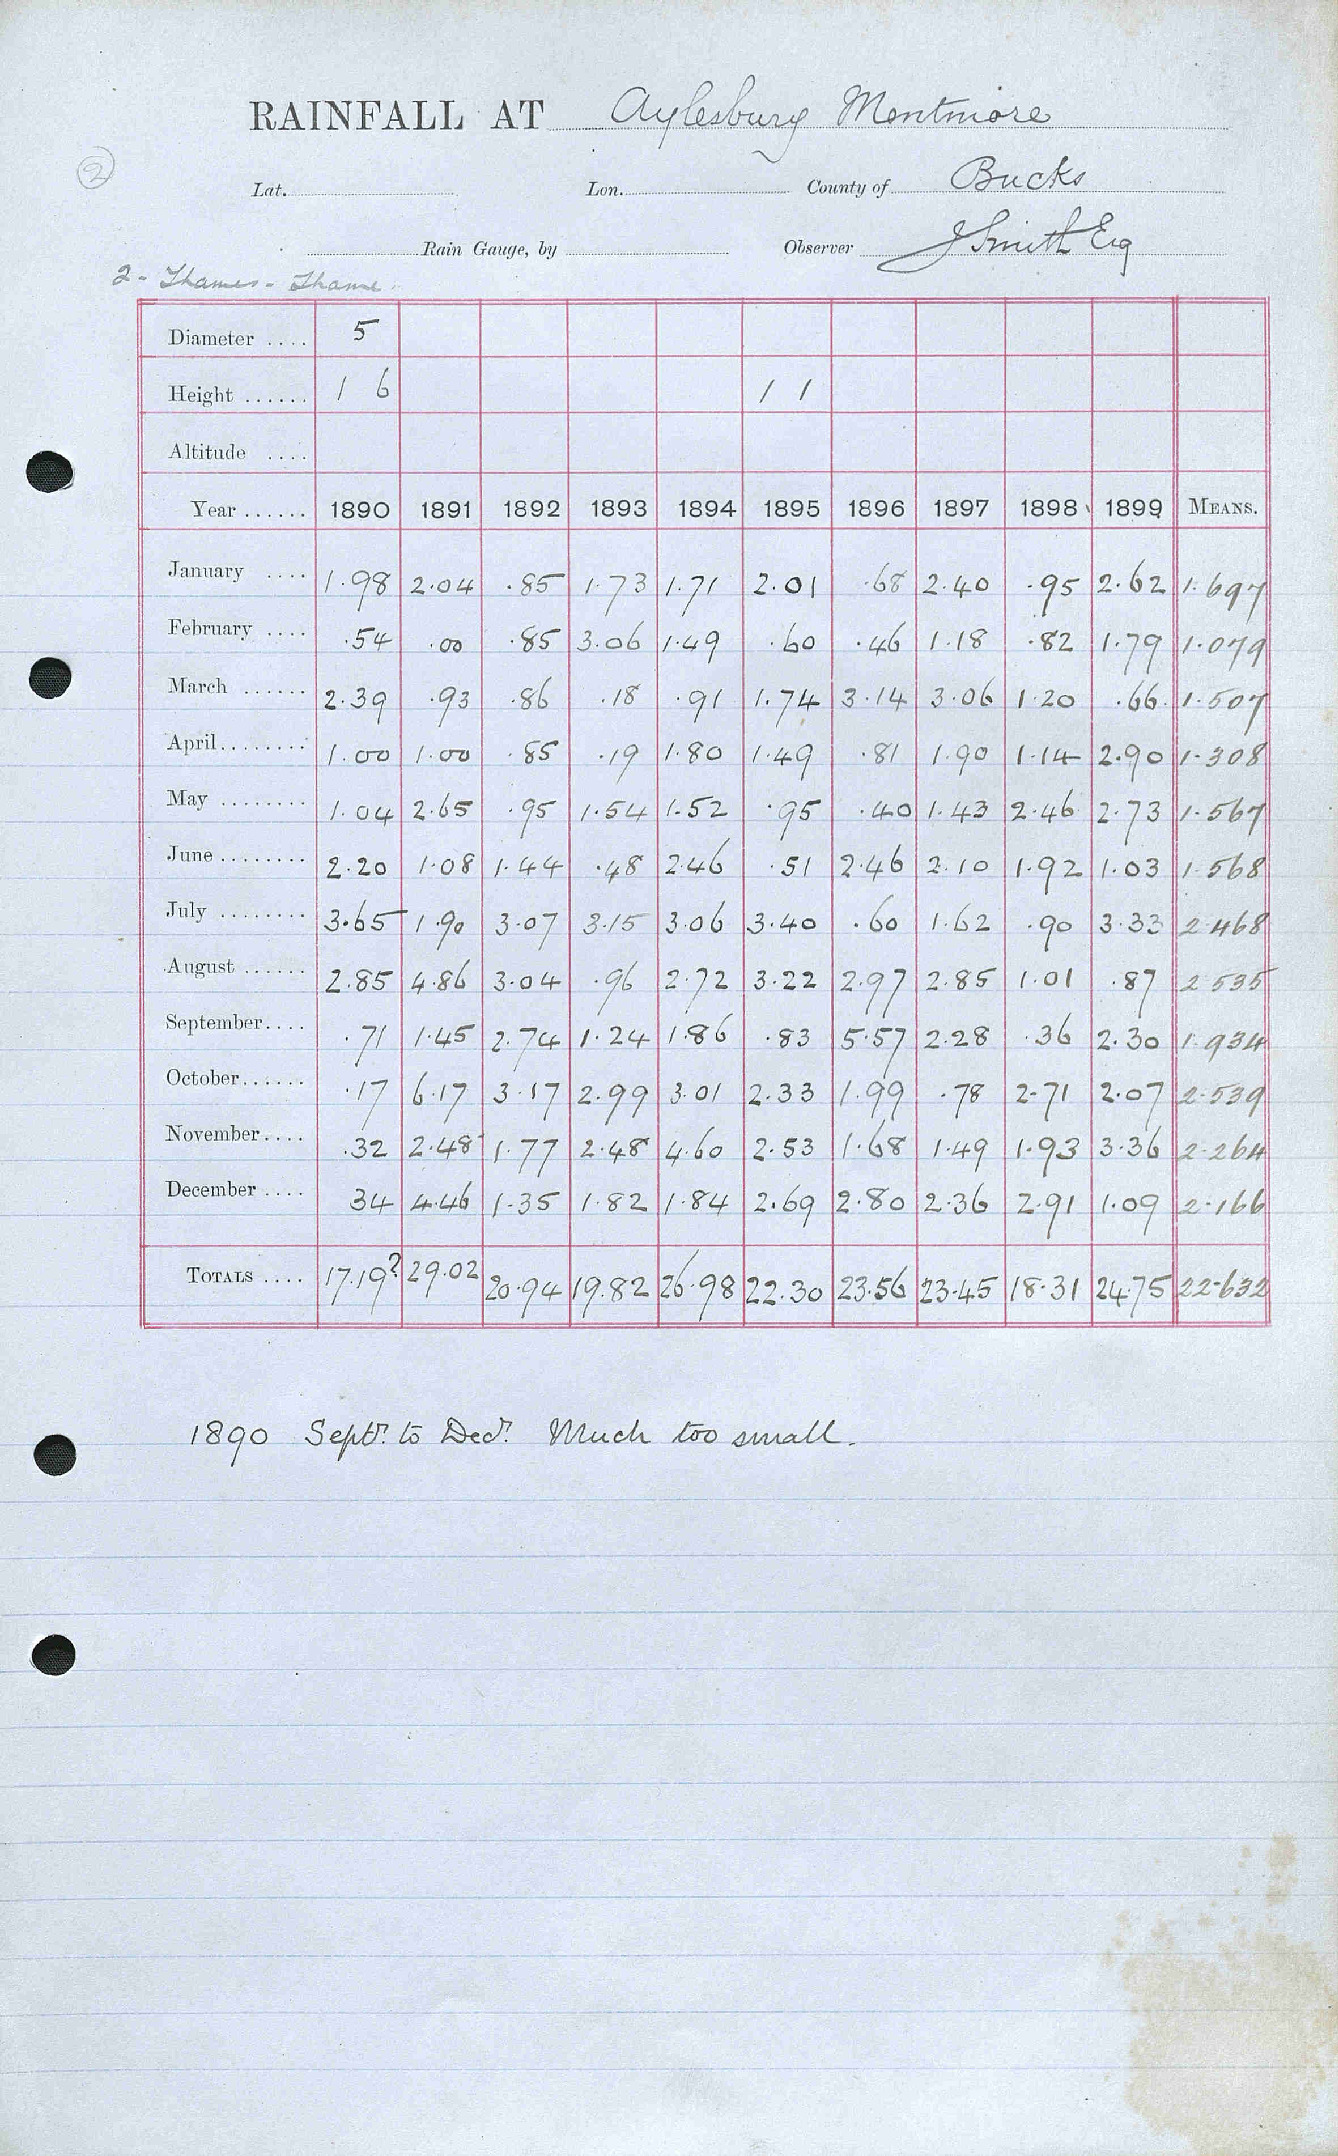 RAINFALL AT Aylesbury Mentmore
2
Lat. Lon. County of Bucks
Rain Gauge, by Observer J Smith Esq
2 - Thames - Thame
Diameter .... 5
Height ...... 1 6 1 1
Altitude ....
Year ...... 1890 1891 1892 1893 1894 1895 1896 1897 1898 1899 MEANS.
January .... 1.98 2.04 .85 1.73 1.71 2.01 .68 2.40 .95 2.62 1.697
February .... .54 .00 .85 3.06 1.49 .60 .46 1.18 .82 1.79 1.079
March ...... 2.39 .93 .86 .18 .91 1.74 3.14 3.06 1.20 .66 1.507
April........ 1.00 1.00 .85 .19 1.80 1.49 .81 1.90 1.14 2.90 1.308
May ........ 1.04 2.65 .95 1.54 1.52 .95 .40 1.43 2.46 2.73 1.567
June ........ 2.20 1.08 1.44 .48 2.46 .51 2.46 2.10 1.92 1.03 1.568
July ........ 3.65 1.90 3.07 3.15 3.06 3.40 .60 1.62 .90 3.33 2.468
August ...... 2.85 4.86 3.04 .96 2.72 3.22 2.97 2.85 1.01 .87 2.535
September.... .71 1.45 2.74 1.24 1.86 .83 5.57 2.28 .36 2.30 1.934
October...... .17 6.17 3.17 2.99 3.01 2.33 1.99 .78 2.71 2.07 2.539
November.... .32 2.48 1.77 2.48 4.60 2.53 1.68 1.49 1.93 3.36 2.264
December .... 34 4.46 1.35 1.82 1.84 2.69 2.80 2.36 2.91 1.09 2.166
TOTALS .... 17.19? 29.02 20.94 19.82 26.98 22.30 23.56 23.45 18.31 24.75 22.632
1890 Septr. to Decr. Much too small.